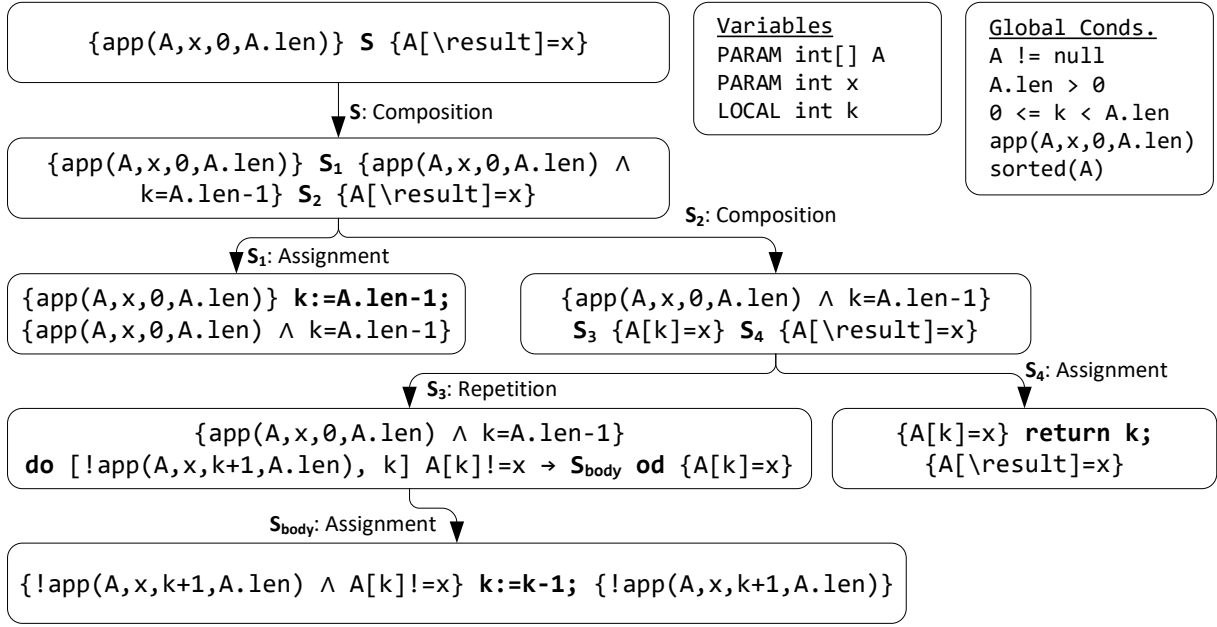 {app(A,x,0,A.len)} S {A[\result]=x}
Variables
PARAM int[] A
PARAM int x
LOCAL int k
Global Conds.
A != null
A.len > 0
0 <= k < A.len
app(A,x,0,A.len)
sorted(A)
S: Composition
{app(A,x,0,A.len)} S₁ {app(A,x,0,A.len) ∧
k=A.len-1} S₂ {A[\result]=x}
S₁: Assignment
S₂: Composition
{app(A,x,0,A.len)} k:=A.len-1;
{app(A,x,0,A.len) ∧ k=A.len-1}
{app(A,x,0,A.len) ∧ k=A.len-1}
S₃ {A[k]=x} S₄ {A[\result]=x}
S₃: Repetition
S₄: Assignment
{app(A,x,0,A.len) ∧ k=A.len-1}
do [!app(A,x,k+1,A.len), k] A[k]!=x → S_body od {A[k]=x}
{A[k]=x} return k;
{A[\result]=x}
S_body: Assignment
{!app(A,x,k+1,A.len) ∧ A[k]!=x} k:=k-1; {!app(A,x,k+1,A.len)}